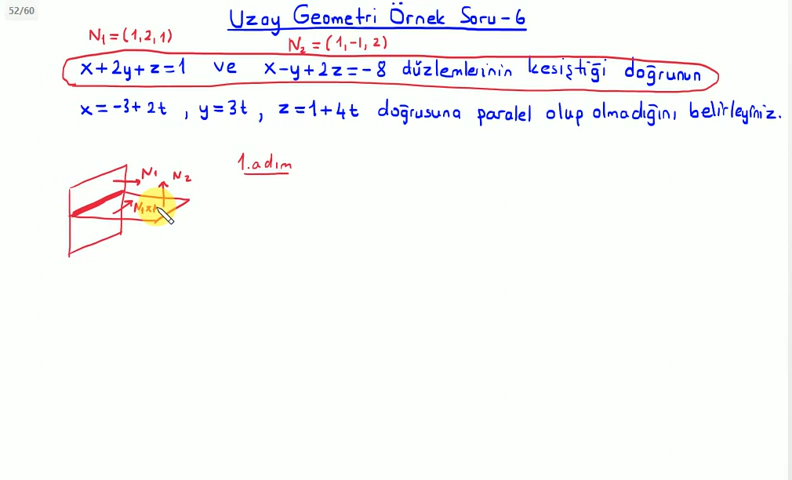 52/60
Uzay Geometri Örnek Soru-6
N₁ = (1,2,1)
N₂ = (1,-1,2)
x+2y+z=1 ve x-y+2z=-8 düzlemlerinin kesiştiği doğrunun
x=-3+2t, y=3t, z=1+4t doğrusuna paralel olup olmadığını belirleyiniz.
1.adım
N₁ N₂
N₁x